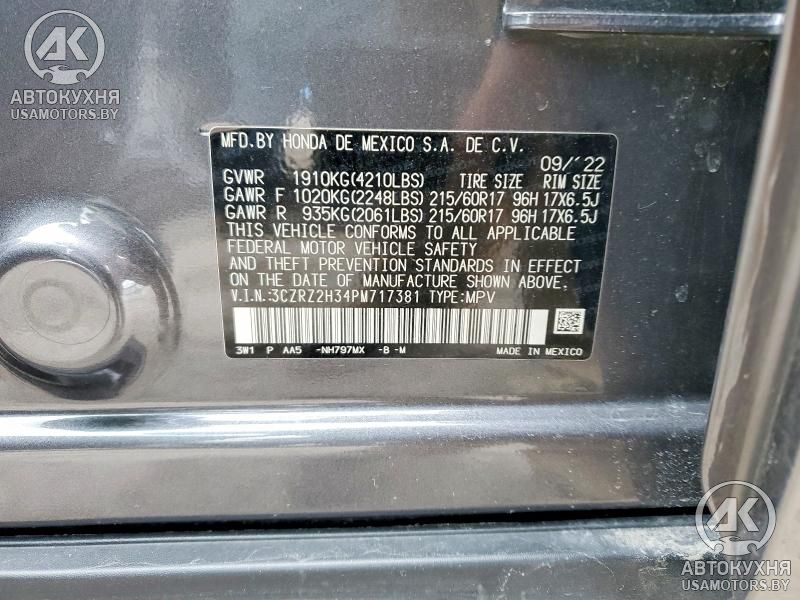 AK
АВТОКУХНЯ
USAMOTORS.BY
MFD.BY HONDA DE MEXICO S.A. DE C.V.
09/'22
GVWR 1910KG(4210LBS) TIRE SIZE RIM SIZE
GAWR F 1020KG(2248LBS) 215/60R17 96H 17X6.5J
GAWR R 935KG(2061LBS) 215/60R17 96H 17X6.5J
THIS VEHICLE CONFORMS TO ALL APPLICABLE
FEDERAL MOTOR VEHICLE SAFETY
AND THEFT PREVENTION STANDARDS IN EFFECT
ON THE DATE OF MANUFACTURE SHOWN ABOVE.
V.I.N.:3CZRZ2H34PM717381 TYPE:MPV
3W1 P AA5 -NH797MX -B -M MADE IN MEXICO
AK
АВТОКУХНЯ
USAMOTORS.BY